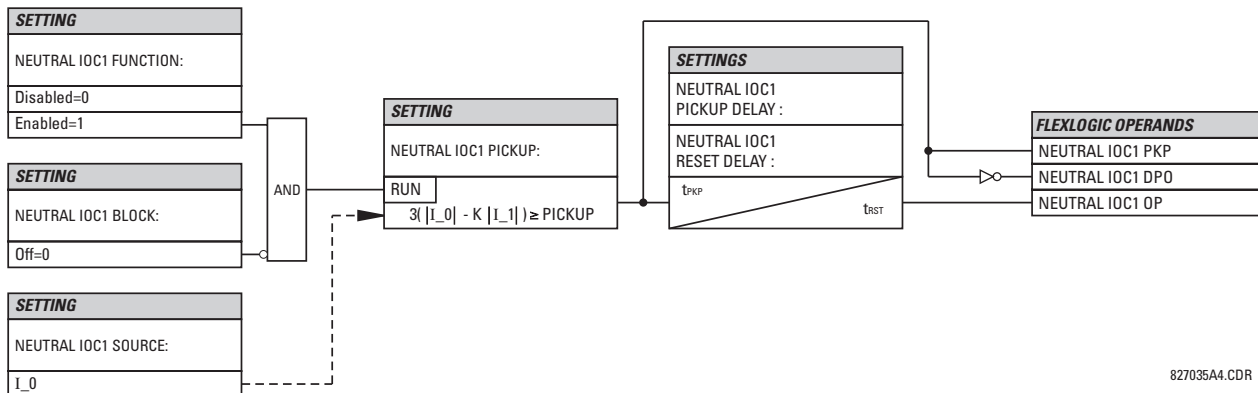 SETTING
NEUTRAL IOC1 FUNCTION:
Disabled=0
Enabled=1
SETTING
NEUTRAL IOC1 BLOCK:
Off=0
SETTING
NEUTRAL IOC1 SOURCE:
I_0
AND
SETTING
NEUTRAL IOC1 PICKUP:
RUN
3( |I_0| - K |I_1| ) ≥ PICKUP
SETTINGS
NEUTRAL IOC1
PICKUP DELAY :
NEUTRAL IOC1
RESET DELAY :
tPKP
tRST
FLEXLOGIC OPERANDS
NEUTRAL IOC1 PKP
NEUTRAL IOC1 DPO
NEUTRAL IOC1 OP
827035A4.CDR